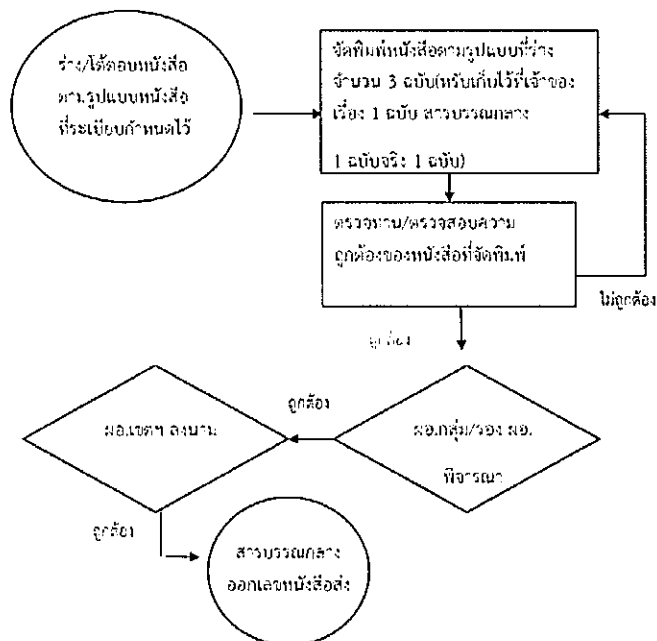 ร่าง/โต้ตอบหนังสือ
ตามรูปแบบหนังสือ
ที่ระเบียบกำหนดไว้
จัดพิมพ์หนังสือตามรูปแบบที่ร่าง
จำนวน 3 ฉบับ(หรับเก็บไว้ที่เจ้าของ
เรื่อง 1 ฉบับ สารบรรณกลาง
1 ฉบับจริง 1 ฉบับ)
ตรวจทาน/ตรวจสอบความ
ถูกต้องของหนังสือที่จัดพิมพ์
ไม่ถูกต้อง
ถูกต้อง
ผอ.กลุ่ม/รอง ผอ.
พิจารณา
ถูกต้อง
ผอ.เขตฯ ลงนาม
ถูกต้อง
สารบรรณกลาง
ออกเลขหนังสือส่ง